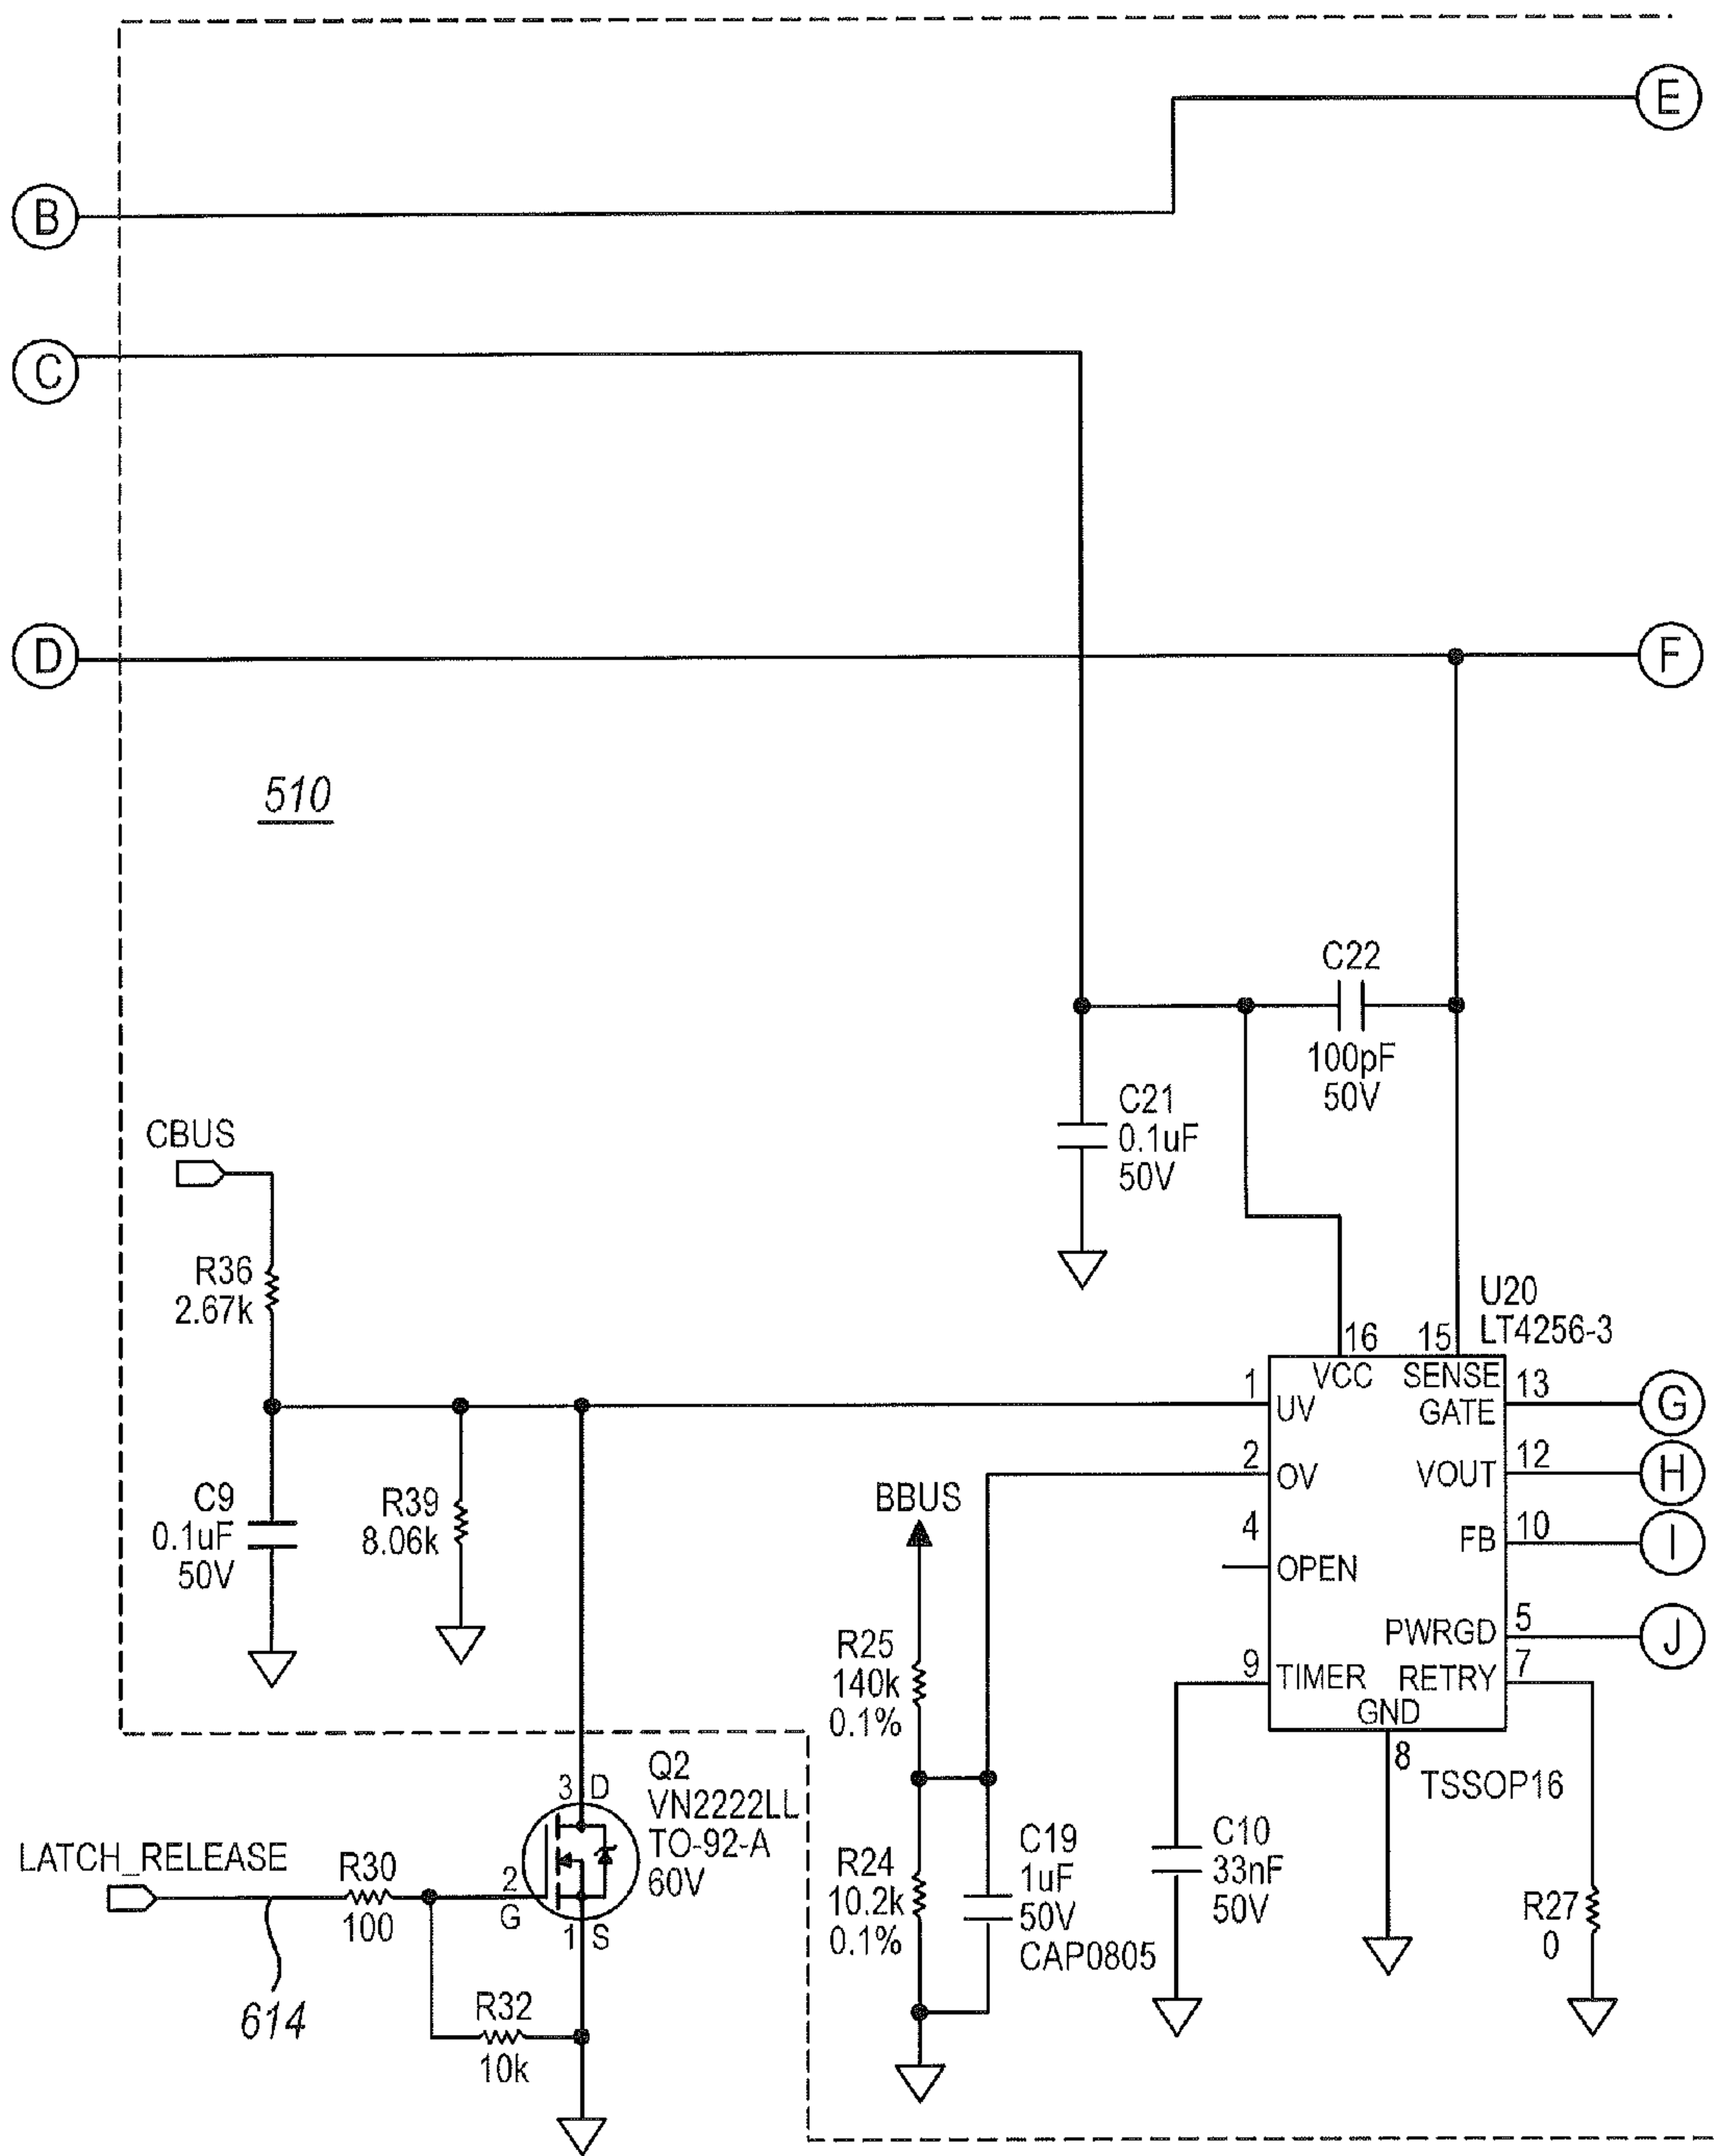 E
B
C
D
F
510
C22
100pF
50V
C21
0.1uF
50V
CBUS
R36
2.67k
U20
LT4256-3
16
15
VCC
SENSE
1
UV
13
GATE
G
2
OV
12
VOUT
H
4
OPEN
10
FB
I
5
PWRGD
J
9
TIMER
7
RETRY
GND
8
TSSOP16
C9
0.1uF
50V
R39
8.06k
BBUS
R25
140k
0.1%
Q2
VN2222LL
TO-92-A
60V
3
D
2
G
1
S
LATCH_RELEASE
R30
100
614
R32
10k
R24
10.2k
0.1%
C19
1uF
50V
CAP0805
C10
33nF
50V
R27
0